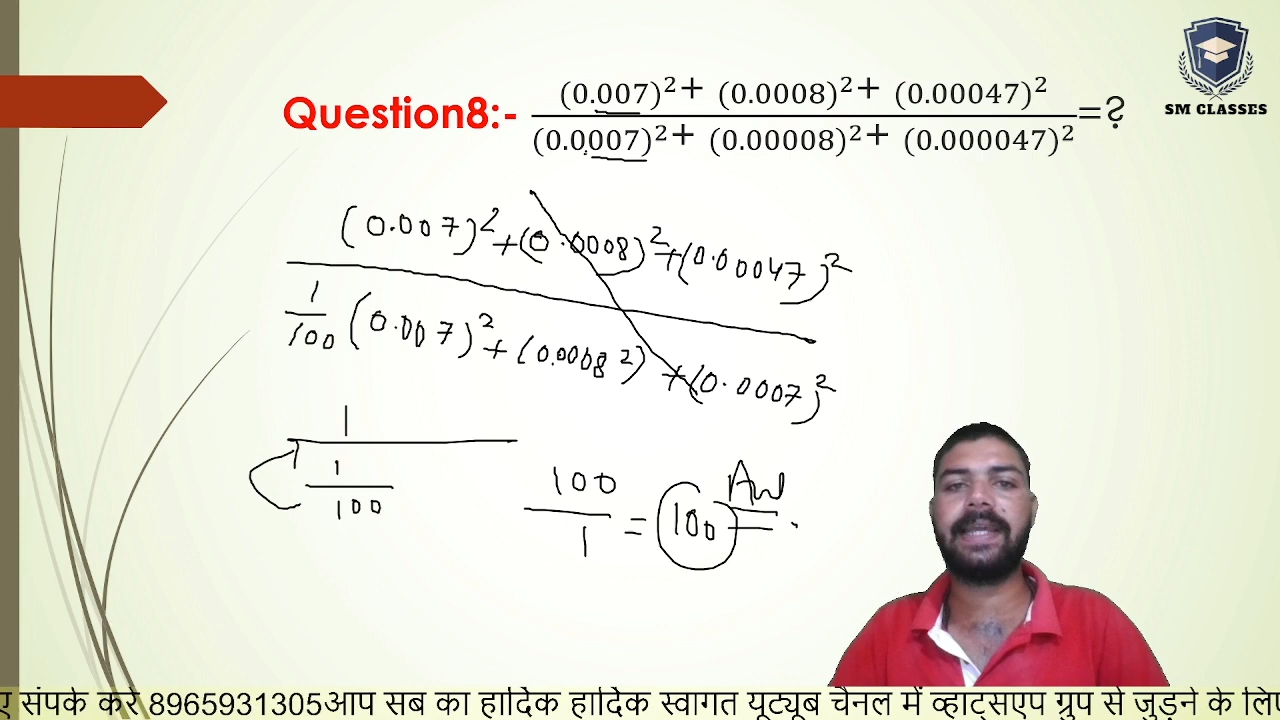 SM CLASSES
Question8:- (0.007)²+ (0.0008)²+ (0.00047)²
(0.0007)²+ (0.00008)²+ (0.000047)² =?
(0.007)²+(0.0008)²+(0.00047)²
1/100 (0.007)²+(0.0008²)+(0.0007)²
1
1
100
100
1 = 100 Ans
ए संपर्क करे 8965931305आप सब का हार्दिक हार्दिक स्वागत यूट्यूब चैनल में व्हाट्सएप ग्रुप से जुड़ने के लिए